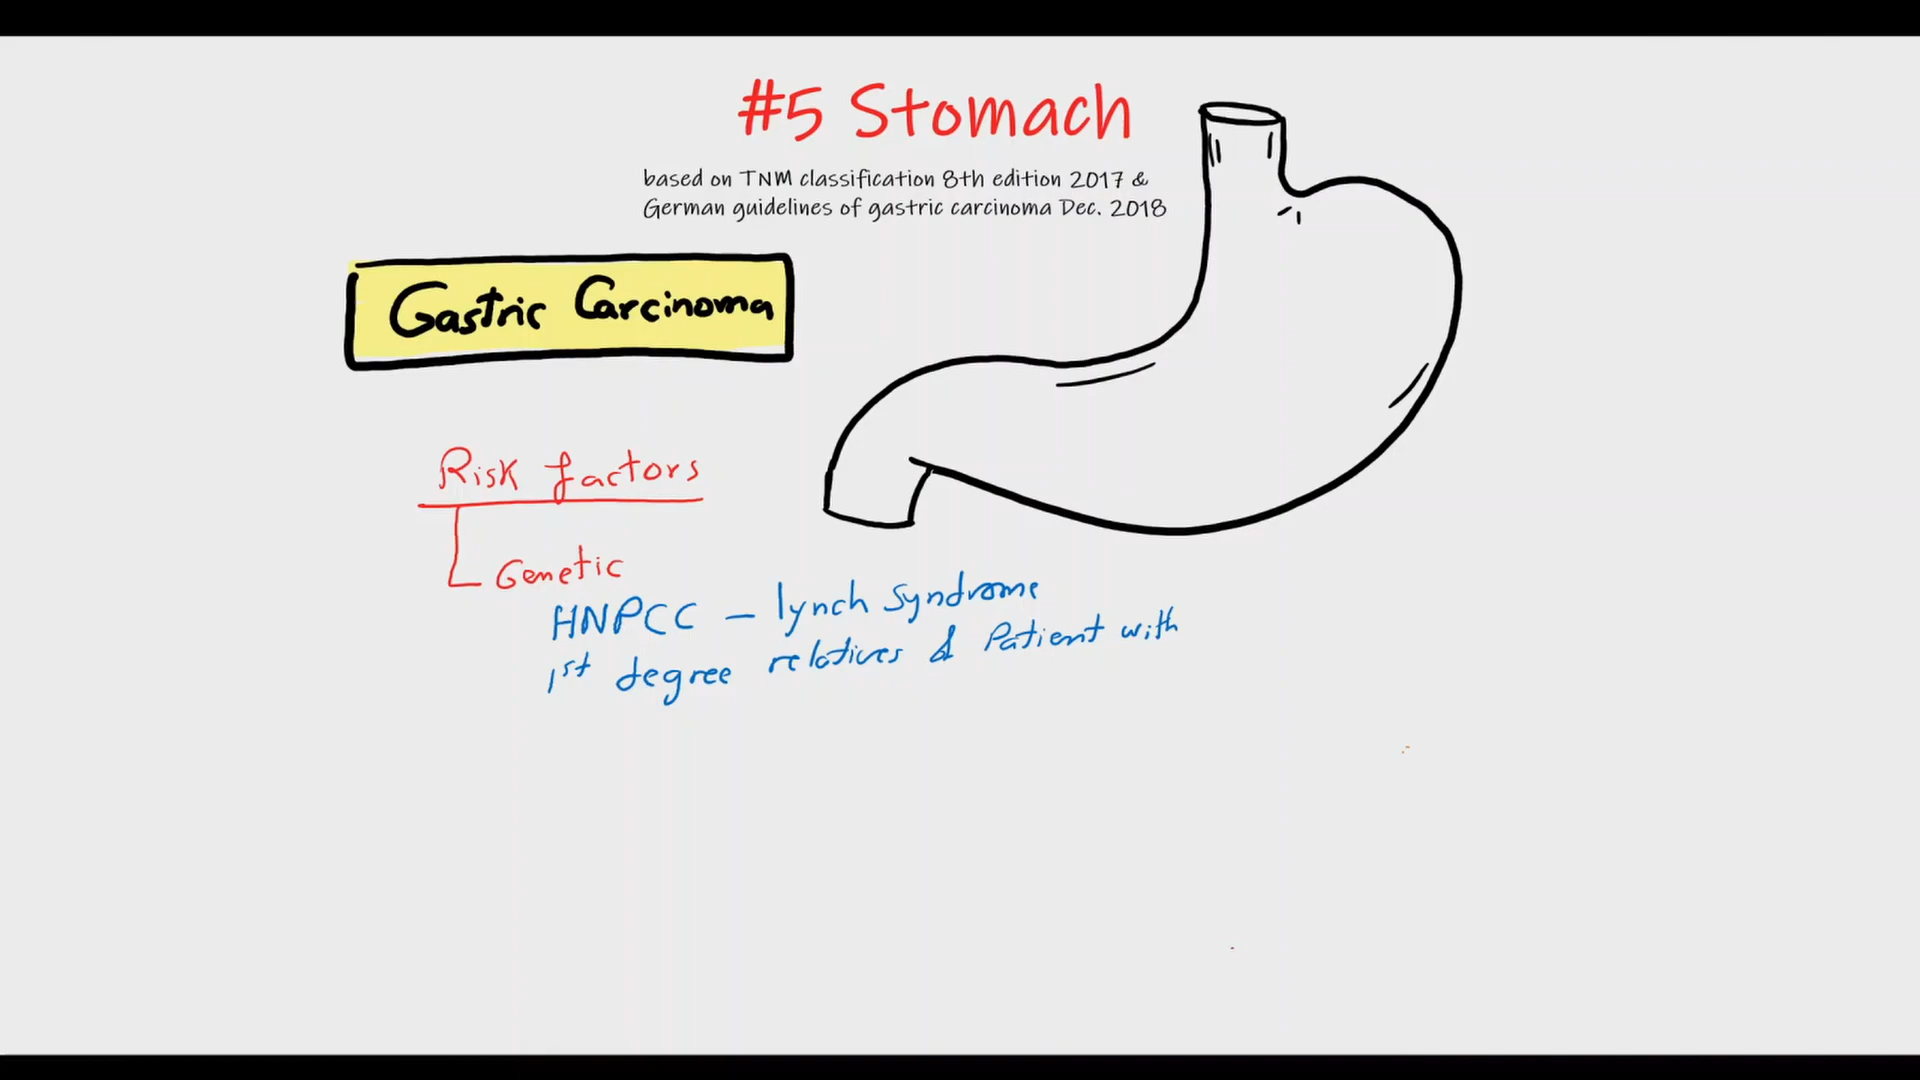 #5 Stomach
based on TNM classification 8th edition 2017 &
German guidelines of gastric carcinoma Dec. 2018
Gastric Carcinoma
Risk factors
Genetic
HNPCC – lynch Syndrome
1st degree relatives & Patient with